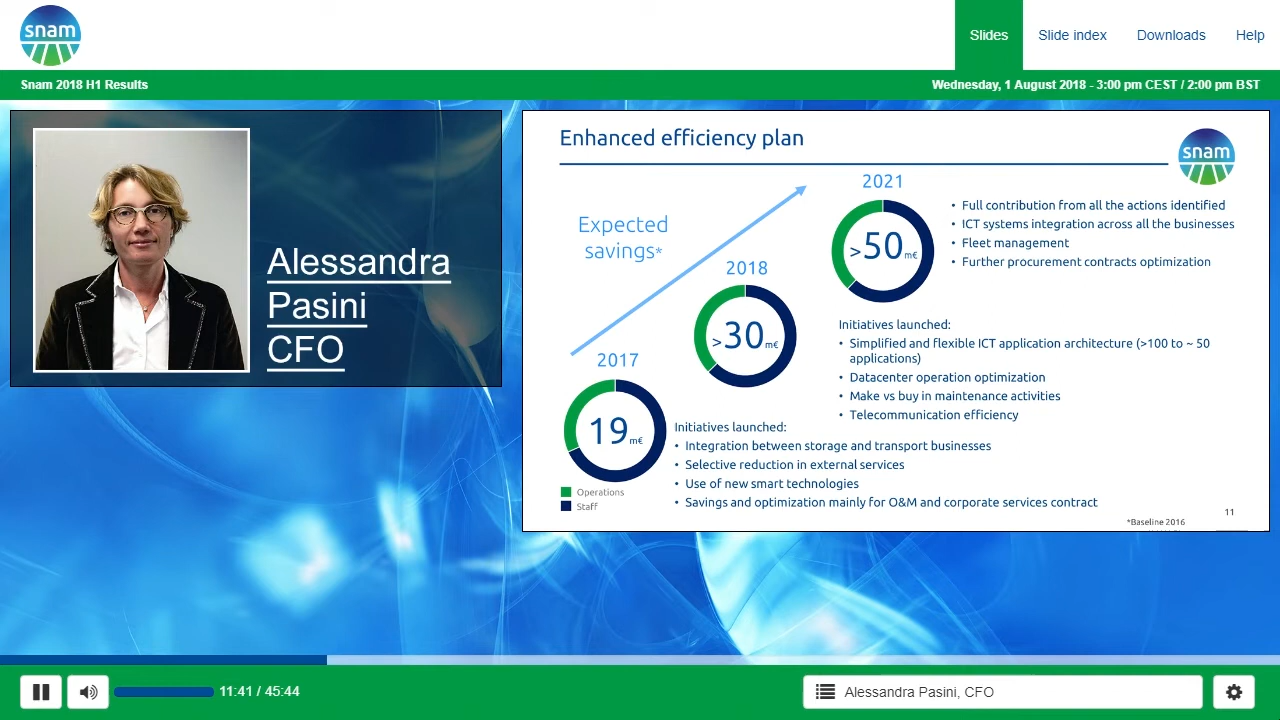 snam
Slides
Slide index
Downloads
Help
Snam 2018 H1 Results
Wednesday, 1 August 2018 - 3:00 pm CEST / 2:00 pm BST
Alessandra
Pasini
CFO
Enhanced efficiency plan
snam
Expected
savings*
2021
>50m€
• Full contribution from all the actions identified
• ICT systems integration across all the businesses
• Fleet management
• Further procurement contracts optimization
2018
>30m€
Initiatives launched:
• Simplified and flexible ICT application architecture (>100 to ~ 50
applications)
• Datacenter operation optimization
• Make vs buy in maintenance activities
• Telecommunication efficiency
2017
19m€
Initiatives launched:
• Integration between storage and transport businesses
• Selective reduction in external services
• Use of new smart technologies
• Savings and optimization mainly for O&M and corporate services contract
Operations
Staff
11
*Baseline 2016
11:41 / 45:44
Alessandra Pasini, CFO